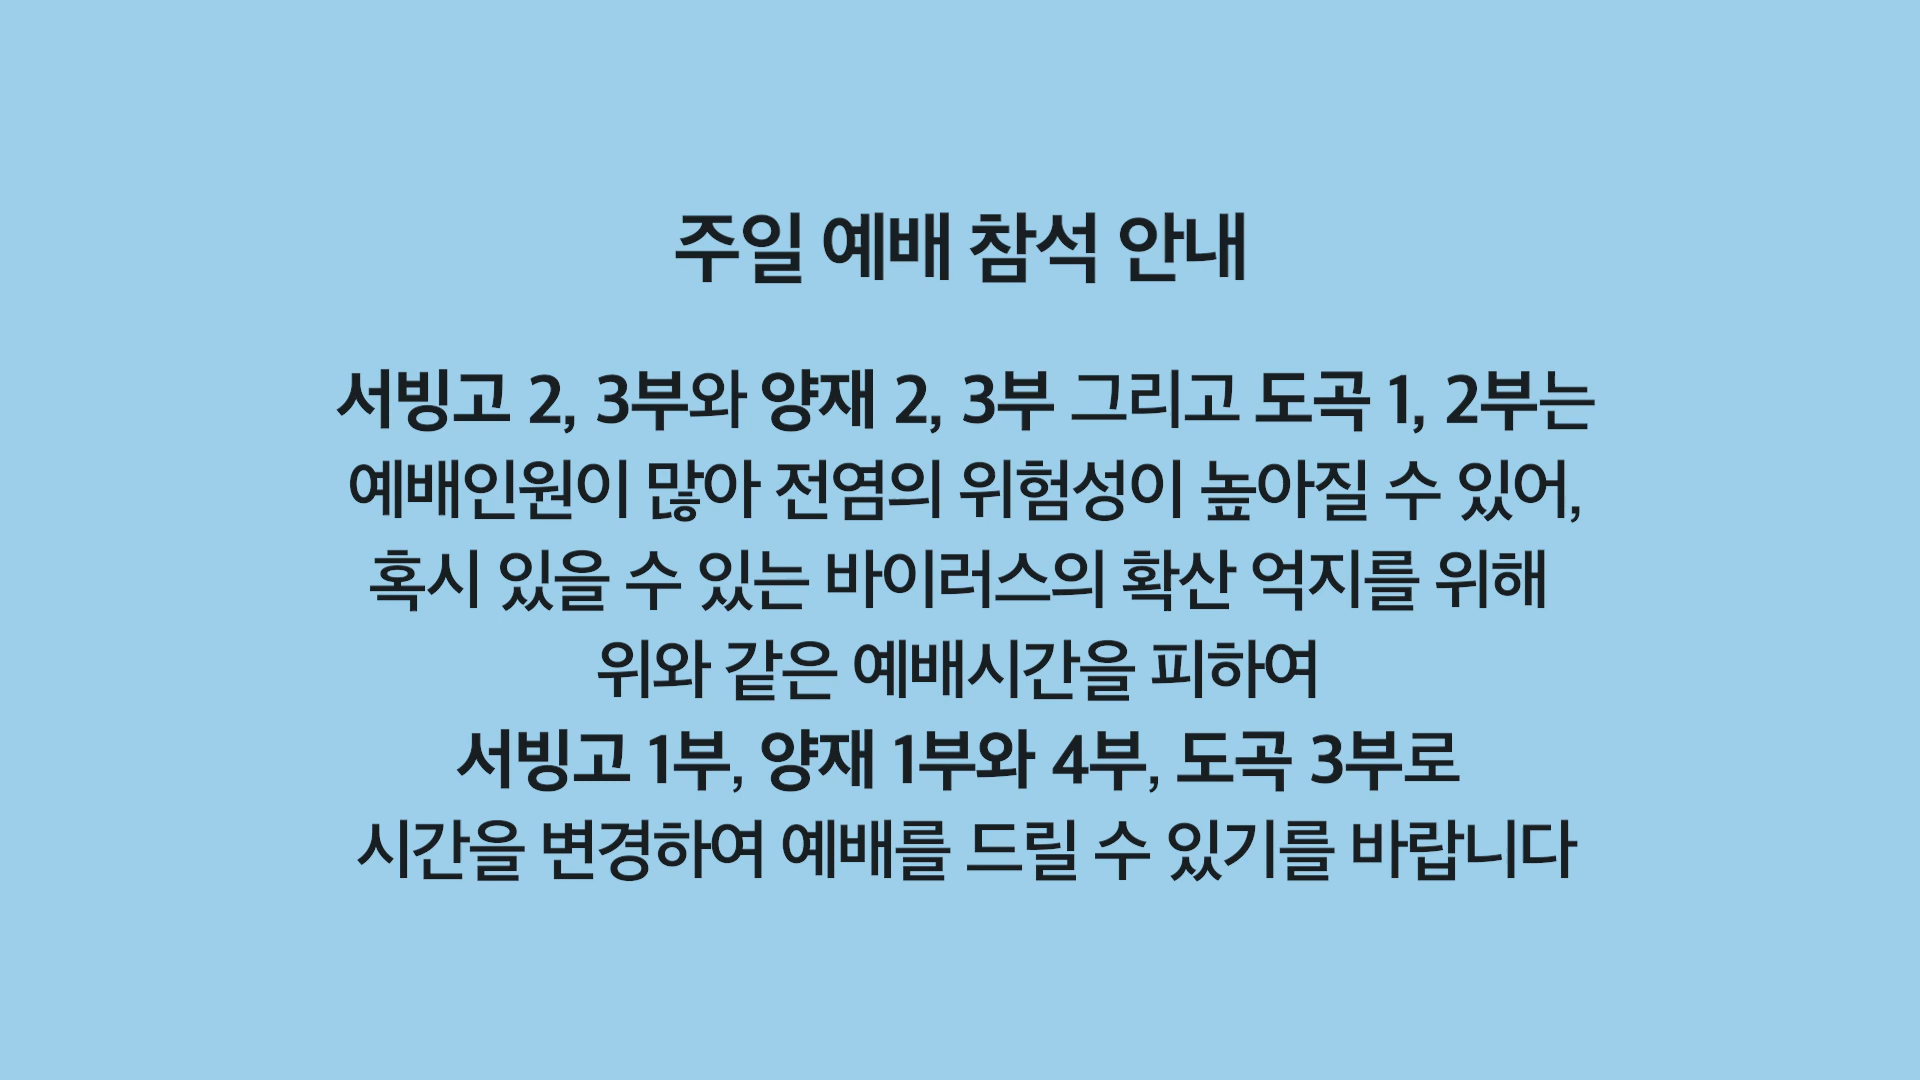 주일 예배 참석 안내
서빙고 2, 3부와 양재 2, 3부 그리고 도곡 1, 2부는
예배인원이 많아 전염의 위험성이 높아질 수 있어,
혹시 있을 수 있는 바이러스의 확산 억지를 위해
위와 같은 예배시간을 피하여
서빙고 1부, 양재 1부와 4부, 도곡 3부로
시간을 변경하여 예배를 드릴 수 있기를 바랍니다